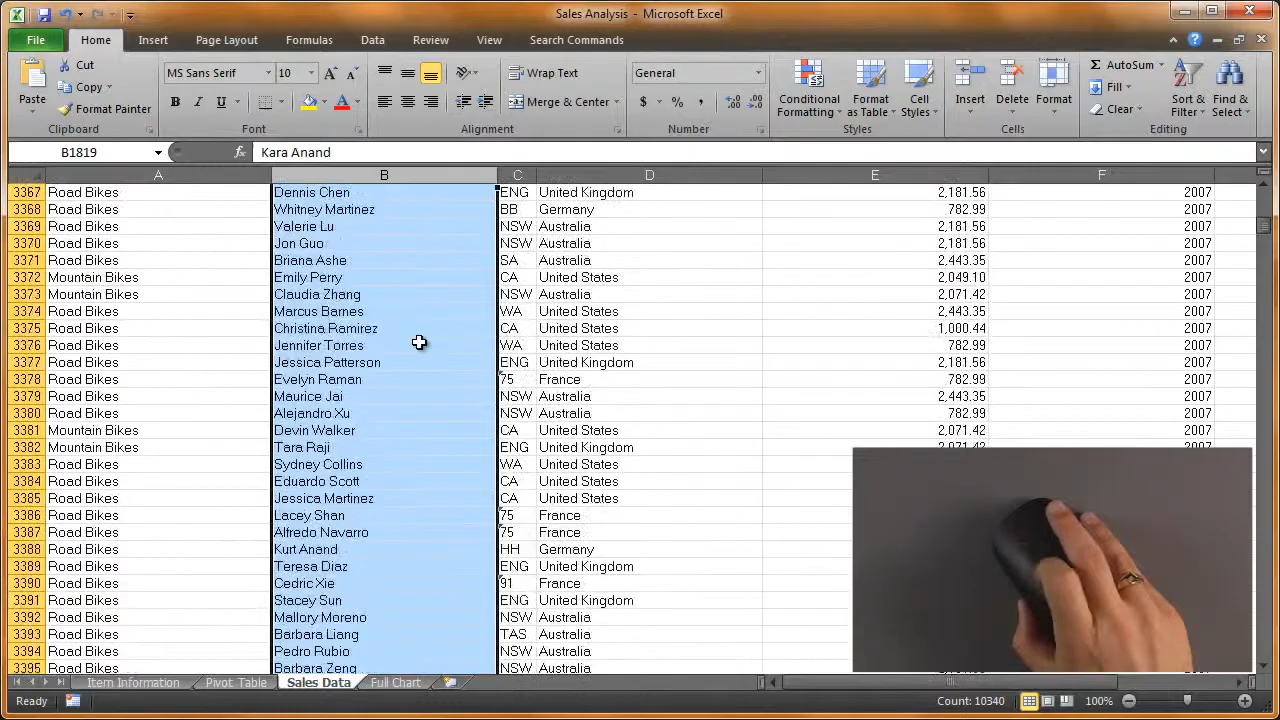 Sales Analysis - Microsoft Excel
File Home Insert Page Layout Formulas Data Review View Search Commands
Paste Cut Copy Format Painter MS Sans Serif 10 B I U Wrap Text Merge & Center General $ % , Conditional Formatting Format as Table Cell Styles Insert Delete Format AutoSum Fill Clear Sort & Filter Find & Select
Clipboard Font Alignment Number Styles Cells Editing
B1819 fx Kara Anand
A B C D E F
3367 Road Bikes Dennis Chen ENG United Kingdom 2,181.56 2007
3368 Road Bikes Whitney Martinez BB Germany 782.99 2007
3369 Road Bikes Valerie Lu NSW Australia 2,181.56 2007
3370 Road Bikes Jon Guo NSW Australia 2,181.56 2007
3371 Road Bikes Briana Ashe SA Australia 2,443.35 2007
3372 Mountain Bikes Emily Perry CA United States 2,049.10 2007
3373 Mountain Bikes Claudia Zhang NSW Australia 2,071.42 2007
3374 Road Bikes Marcus Barnes WA United States 2,443.35 2007
3375 Road Bikes Christina Ramirez CA United States 1,000.44 2007
3376 Road Bikes Jennifer Torres WA United States 782.99 2007
3377 Road Bikes Jessica Patterson ENG United Kingdom 2,181.56 2007
3378 Road Bikes Evelyn Raman 75 France 782.99 2007
3379 Road Bikes Maurice Jai NSW Australia 2,443.35 2007
3380 Road Bikes Alejandro Xu NSW Australia 782.99 2007
3381 Mountain Bikes Devin Walker CA United States 2,071.42 2007
3382 Mountain Bikes Tara Raji ENG United Kingdom 2,071.42 2007
3383 Road Bikes Sydney Collins WA United States
3384 Road Bikes Eduardo Scott CA United States
3385 Road Bikes Jessica Martinez CA United States
3386 Road Bikes Lacey Shan 75 France
3387 Road Bikes Alfredo Navarro 75 France
3388 Road Bikes Kurt Anand HH Germany
3389 Road Bikes Teresa Diaz ENG United Kingdom
3390 Road Bikes Cedric Xie 91 France
3391 Road Bikes Stacey Sun ENG United Kingdom
3392 Road Bikes Mallory Moreno NSW Australia
3393 Road Bikes Barbara Liang TAS Australia
3394 Road Bikes Pedro Rubio NSW Australia
3395 Road Bikes Barbara Zeng NSW Australia
Item Information Pivot Table Sales Data Full Chart
Ready Count: 10340 100%